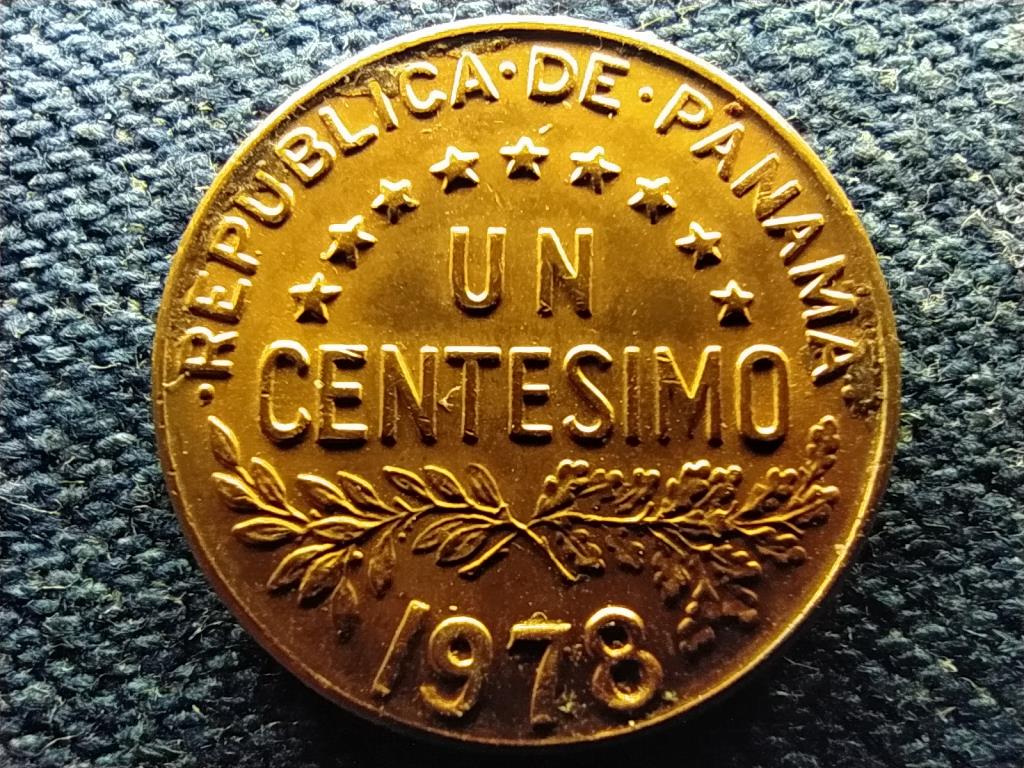 ·REPUBLICA·DE·PANAMA·
UN
CENTESIMO
1978